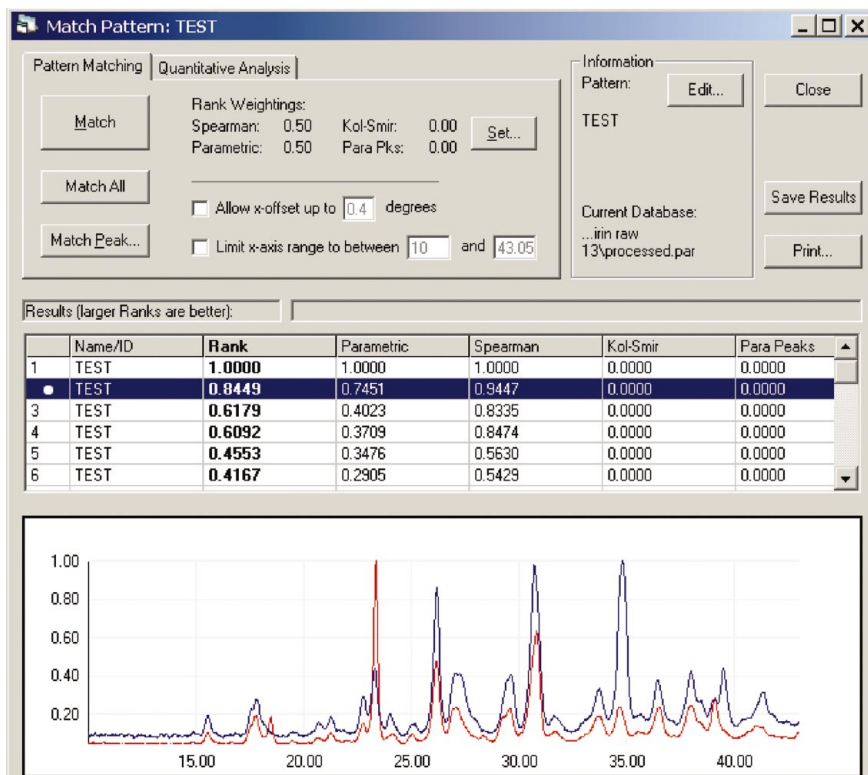 Match Pattern: TEST
Pattern Matching
Quantitative Analysis
Match
Match All
Match Peak...
Rank Weightings:
Spearman: 0.50 Kol-Smir: 0.00
Parametric: 0.50 Para Pks: 0.00
Set...
Allow x-offset up to 0.4 degrees
Limit x-axis range to between 10 and 43.05
Information
Pattern:
Edit...
TEST
Current Database:
...irin raw
13\processed.par
Close
Save Results
Print...
Results (larger Ranks are better):
Name/ID Rank Parametric Spearman Kol-Smir Para Peaks
1 TEST 1.0000 1.0000 1.0000 0.0000 0.0000
TEST 0.8449 0.7451 0.9447 0.0000 0.0000
3 TEST 0.6179 0.4023 0.8335 0.0000 0.0000
4 TEST 0.6092 0.3709 0.8474 0.0000 0.0000
5 TEST 0.4553 0.3476 0.5630 0.0000 0.0000
6 TEST 0.4167 0.2905 0.5429 0.0000 0.0000
1.00
0.80
0.60
0.40
0.20
15.00 20.00 25.00 30.00 35.00 40.00